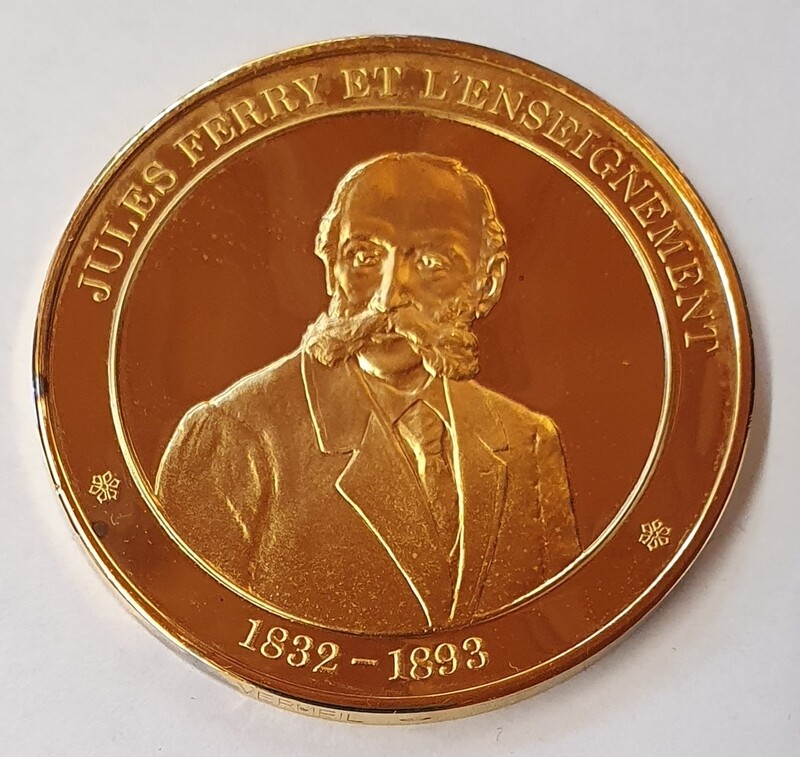 JULES FERRY ET L'ENSEIGNEMENT
1832 - 1893
VERMEIL